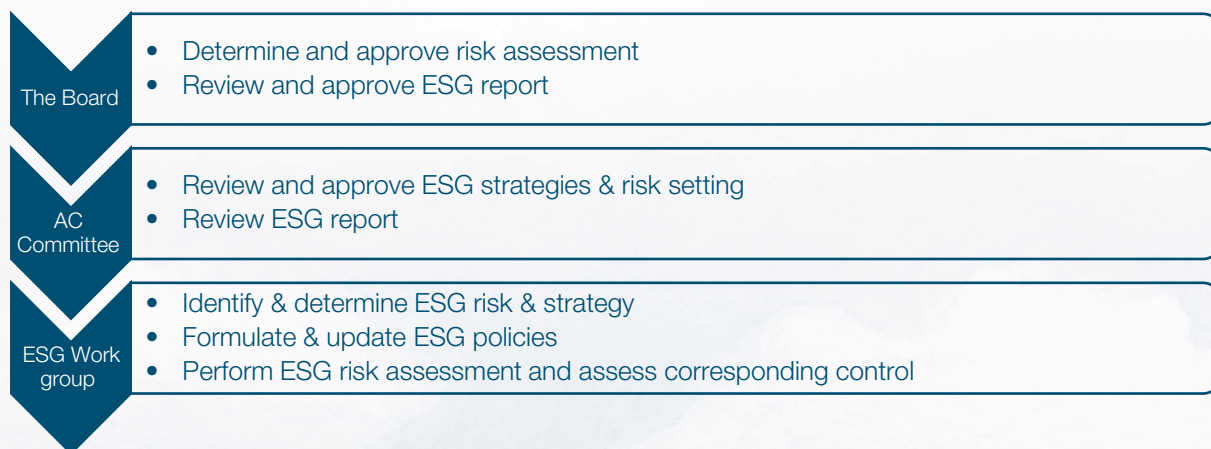 The Board
• Determine and approve risk assessment
• Review and approve ESG report
AC
Committee
• Review and approve ESG strategies & risk setting
• Review ESG report
ESG Work
group
• Identify & determine ESG risk & strategy
• Formulate & update ESG policies
• Perform ESG risk assessment and assess corresponding control